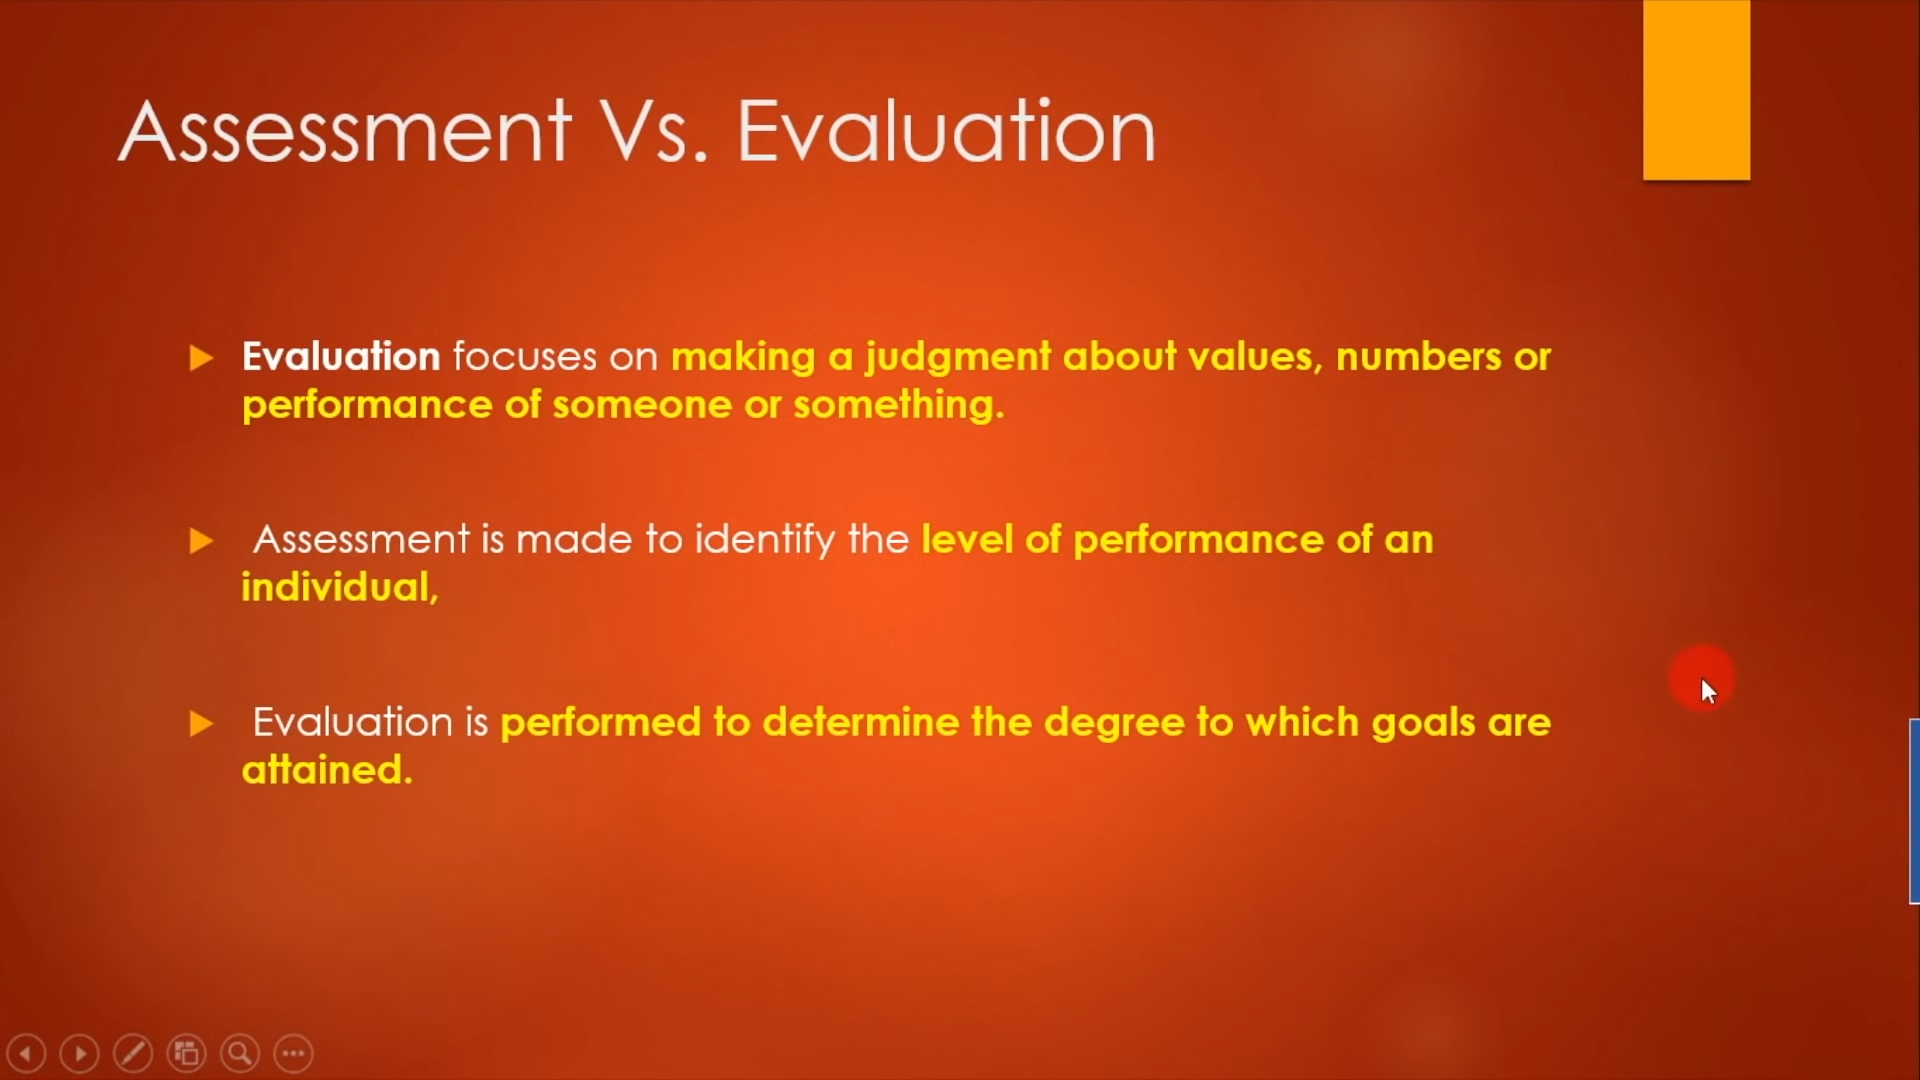 Assessment Vs. Evaluation
Evaluation focuses on making a judgment about values, numbers or
performance of someone or something.
Assessment is made to identify the level of performance of an
individual,
Evaluation is performed to determine the degree to which goals are
attained.